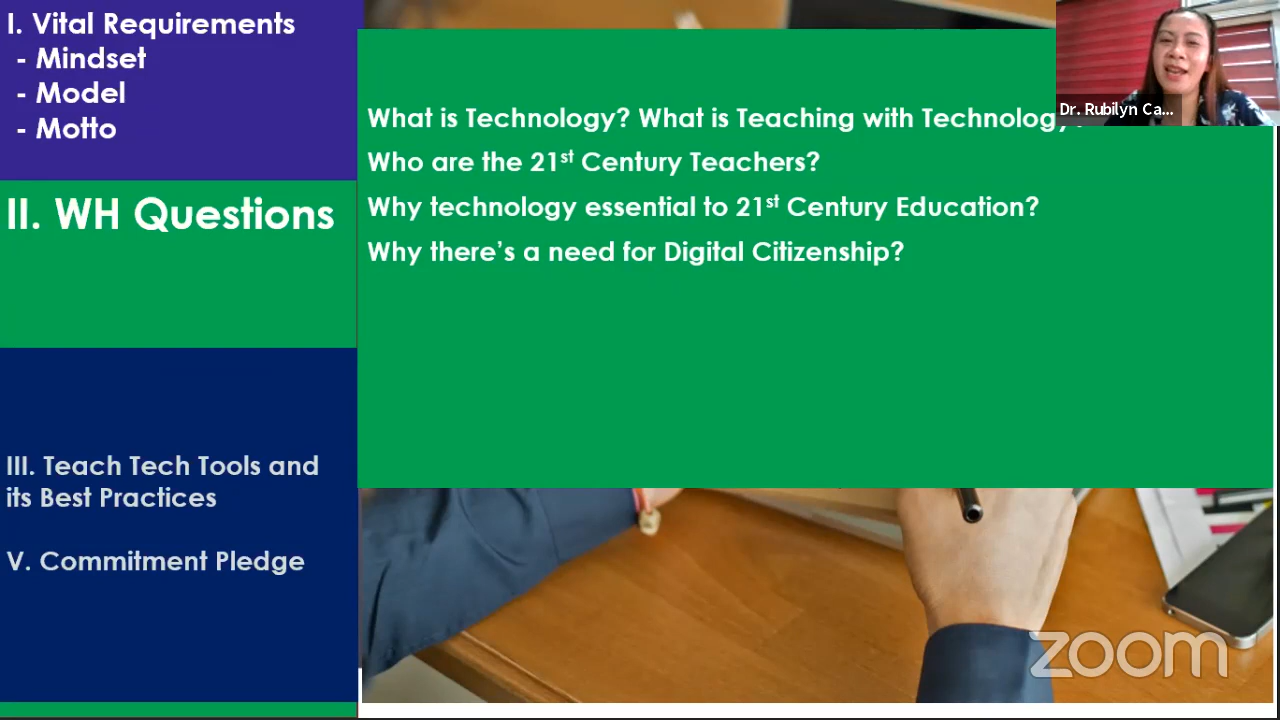 I. Vital Requirements
- Mindset
- Model
- Motto
II. WH Questions
III. Teach Tech Tools and
its Best Practices
V. Commitment Pledge
What is Technology? What is Teaching with Technology?
Who are the 21st Century Teachers?
Why technology essential to 21st Century Education?
Why there's a need for Digital Citizenship?
Dr. Rubilyn Ca...
zoom